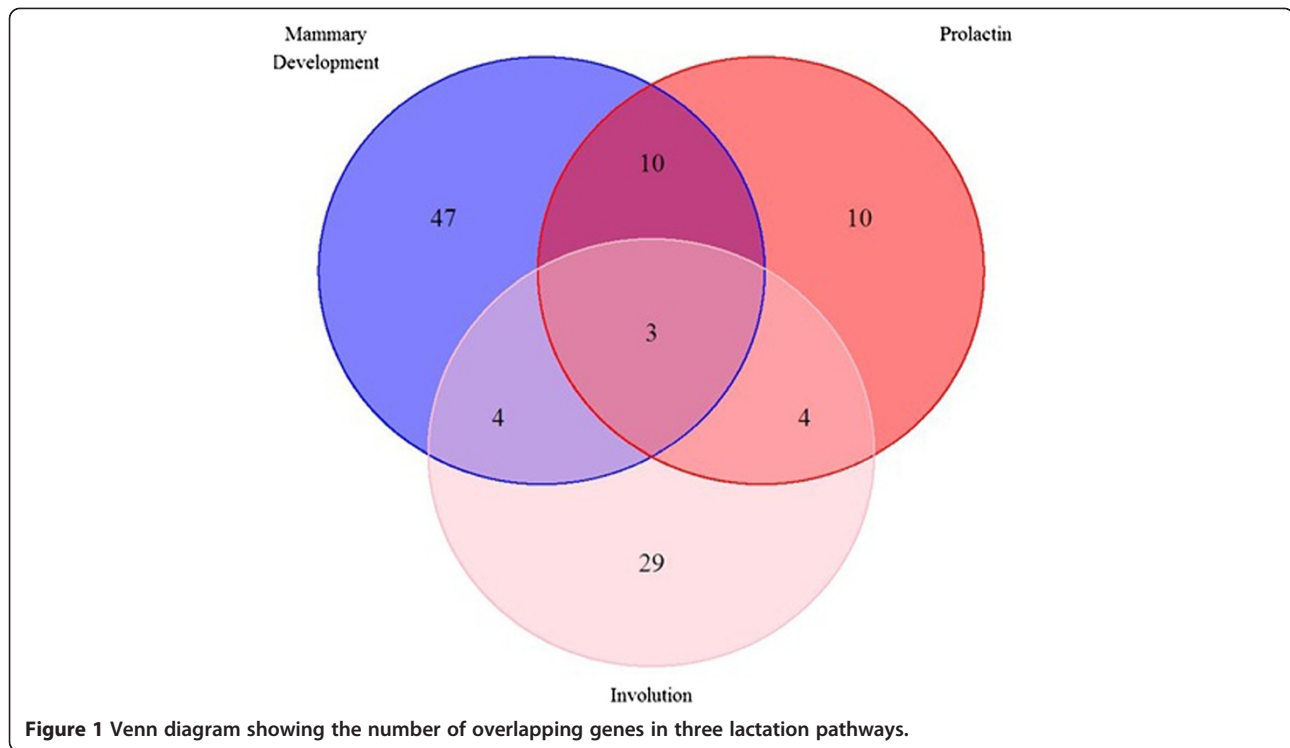 Mammary
Development
Prolactin
10
47
10
3
4
4
29
Involution
Figure 1 Venn diagram showing the number of overlapping genes in three lactation pathways.